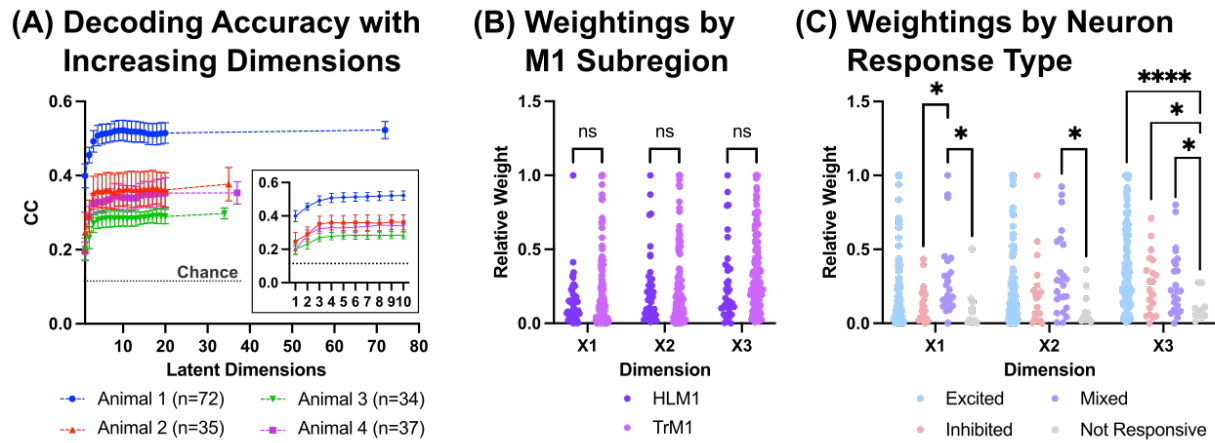 (A) Decoding Accuracy with
Increasing Dimensions
CC
0.6
0.4
0.2
0.0
Chance
10 20 30 40 50 60 70 80
Latent Dimensions
0.6
0.4
0.2
0.0
1 2 3 4 5 6 7 8 9 10
Animal 1 (n=72)
Animal 2 (n=35)
Animal 3 (n=34)
Animal 4 (n=37)
(B) Weightings by
M1 Subregion
Relative Weight
1.5
1.0
0.5
0.0
ns ns ns
X1 X2 X3
Dimension
HLM1
TrM1
(C) Weightings by Neuron
Response Type
Relative Weight
1.5
1.0
0.5
0.0
*
*
*
****
*
*
X1 X2 X3
Dimension
Excited
Inhibited
Mixed
Not Responsive